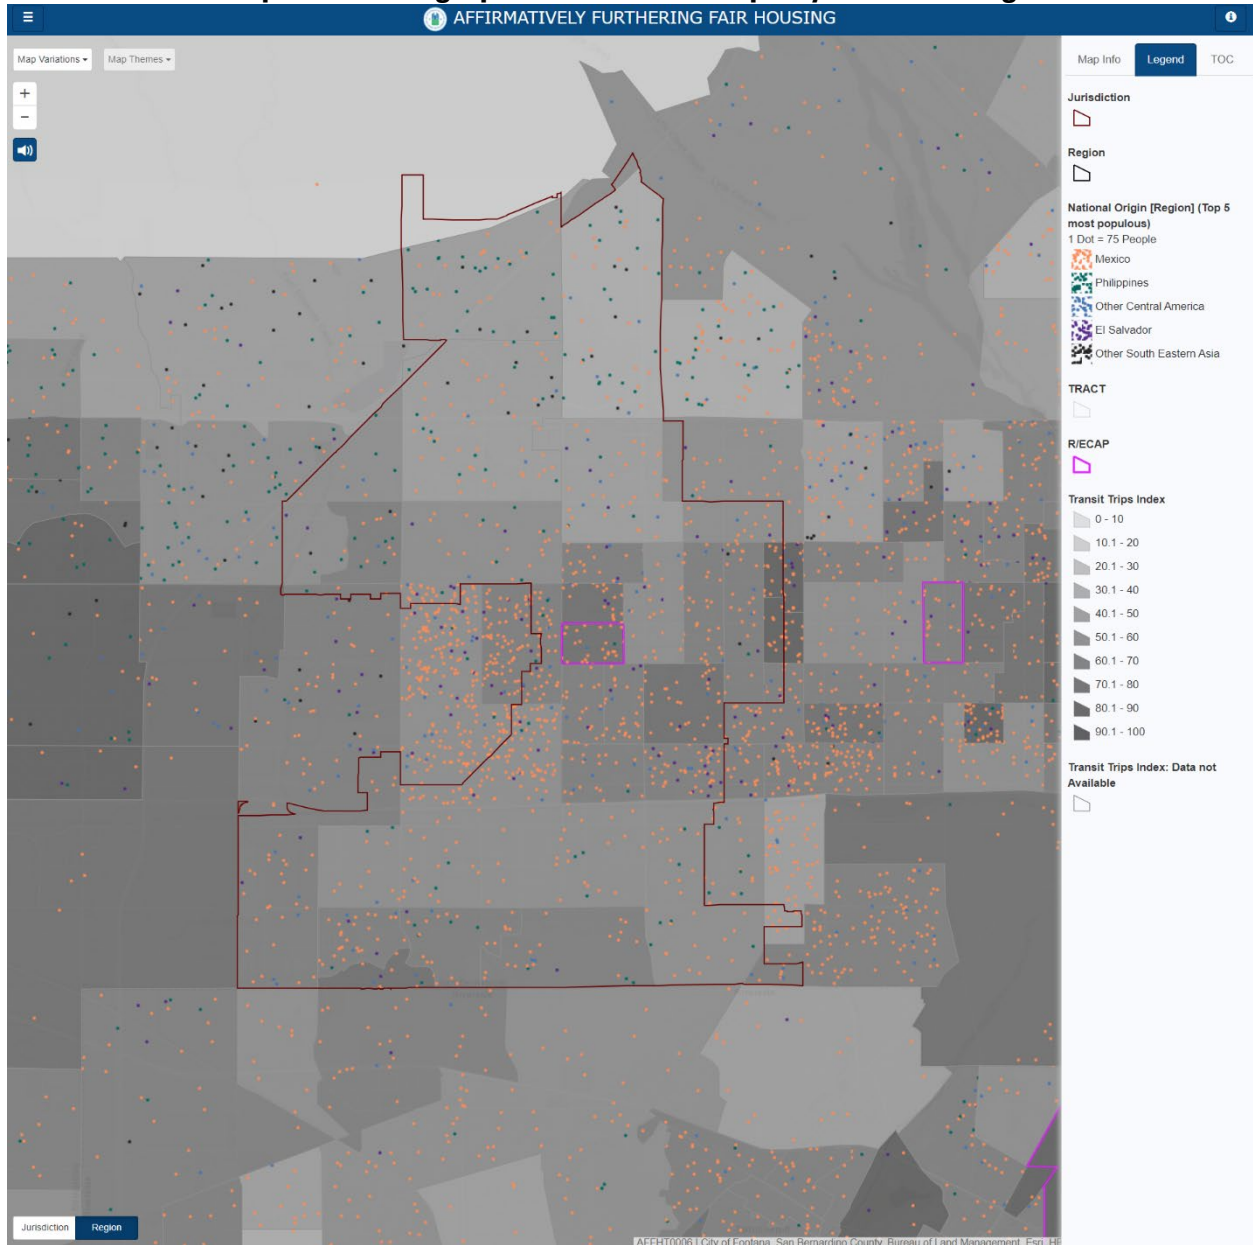 AFFIRMATIVELY FURTHERING FAIR HOUSING
Map Variations
Map Themes
+
−
Map Info
Legend
TOC
Jurisdiction
Region
National Origin [Region] (Top 5
most populous)
1 Dot = 75 People
Mexico
Philippines
Other Central America
El Salvador
Other South Eastern Asia
TRACT
R/ECAP
Transit Trips Index
0 - 10
10.1 - 20
20.1 - 30
30.1 - 40
40.1 - 50
50.1 - 60
60.1 - 70
70.1 - 80
80.1 - 90
90.1 - 100
Transit Trips Index: Data not
Available
Jurisdiction
Region
AFFHT0006 | City of Fontana, San Bernardino County, Bureau of Land Management, Esri, HE